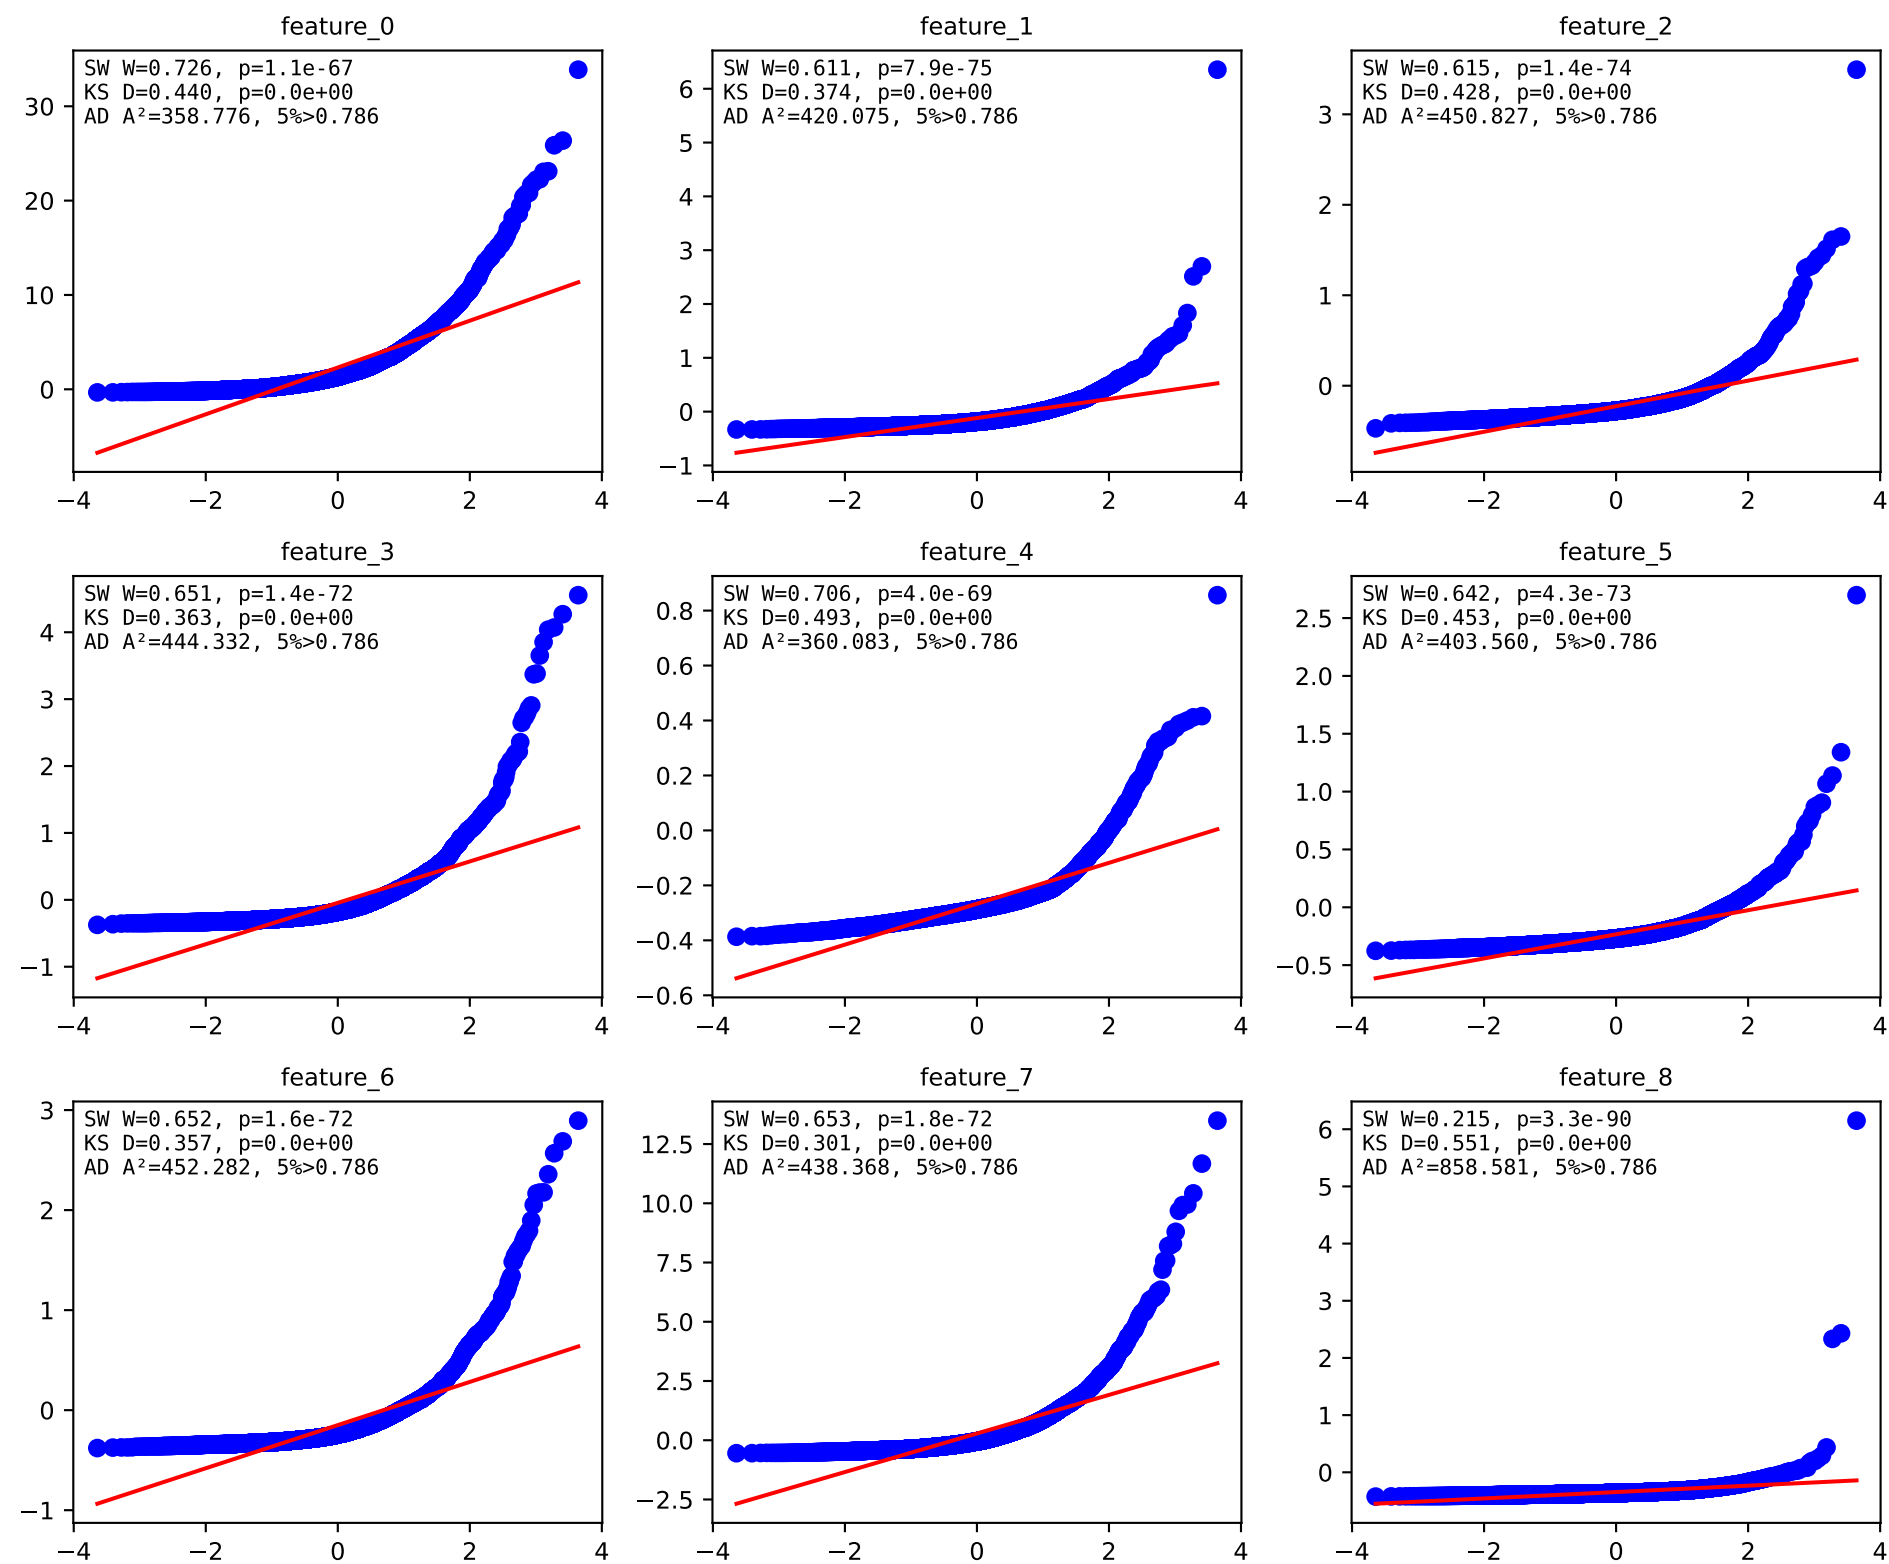 feature_0
SW W=0.726, p=1.1e-67
KS D=0.440, p=0.0e+00
AD A²=358.776, 5%>0.786
30
20
10
0
−4 −2 0 2 4
feature_1
SW W=0.611, p=7.9e-75
KS D=0.374, p=0.0e+00
AD A²=420.075, 5%>0.786
6
5
4
3
2
1
0
−1
−4 −2 0 2 4
feature_2
SW W=0.615, p=1.4e-74
KS D=0.428, p=0.0e+00
AD A²=450.827, 5%>0.786
3
2
1
0
−4 −2 0 2 4
feature_3
SW W=0.651, p=1.4e-72
KS D=0.363, p=0.0e+00
AD A²=444.332, 5%>0.786
4
3
2
1
0
−1
−4 −2 0 2 4
feature_4
SW W=0.706, p=4.0e-69
KS D=0.493, p=0.0e+00
AD A²=360.083, 5%>0.786
0.8
0.6
0.4
0.2
0.0
−0.2
−0.4
−0.6
−4 −2 0 2 4
feature_5
SW W=0.642, p=4.3e-73
KS D=0.453, p=0.0e+00
AD A²=403.560, 5%>0.786
2.5
2.0
1.5
1.0
0.5
0.0
−0.5
−4 −2 0 2 4
feature_6
SW W=0.652, p=1.6e-72
KS D=0.357, p=0.0e+00
AD A²=452.282, 5%>0.786
3
2
1
0
−1
−4 −2 0 2 4
feature_7
SW W=0.653, p=1.8e-72
KS D=0.301, p=0.0e+00
AD A²=438.368, 5%>0.786
12.5
10.0
7.5
5.0
2.5
0.0
−2.5
−4 −2 0 2 4
feature_8
SW W=0.215, p=3.3e-90
KS D=0.551, p=0.0e+00
AD A²=858.581, 5%>0.786
6
5
4
3
2
1
0
−4 −2 0 2 4